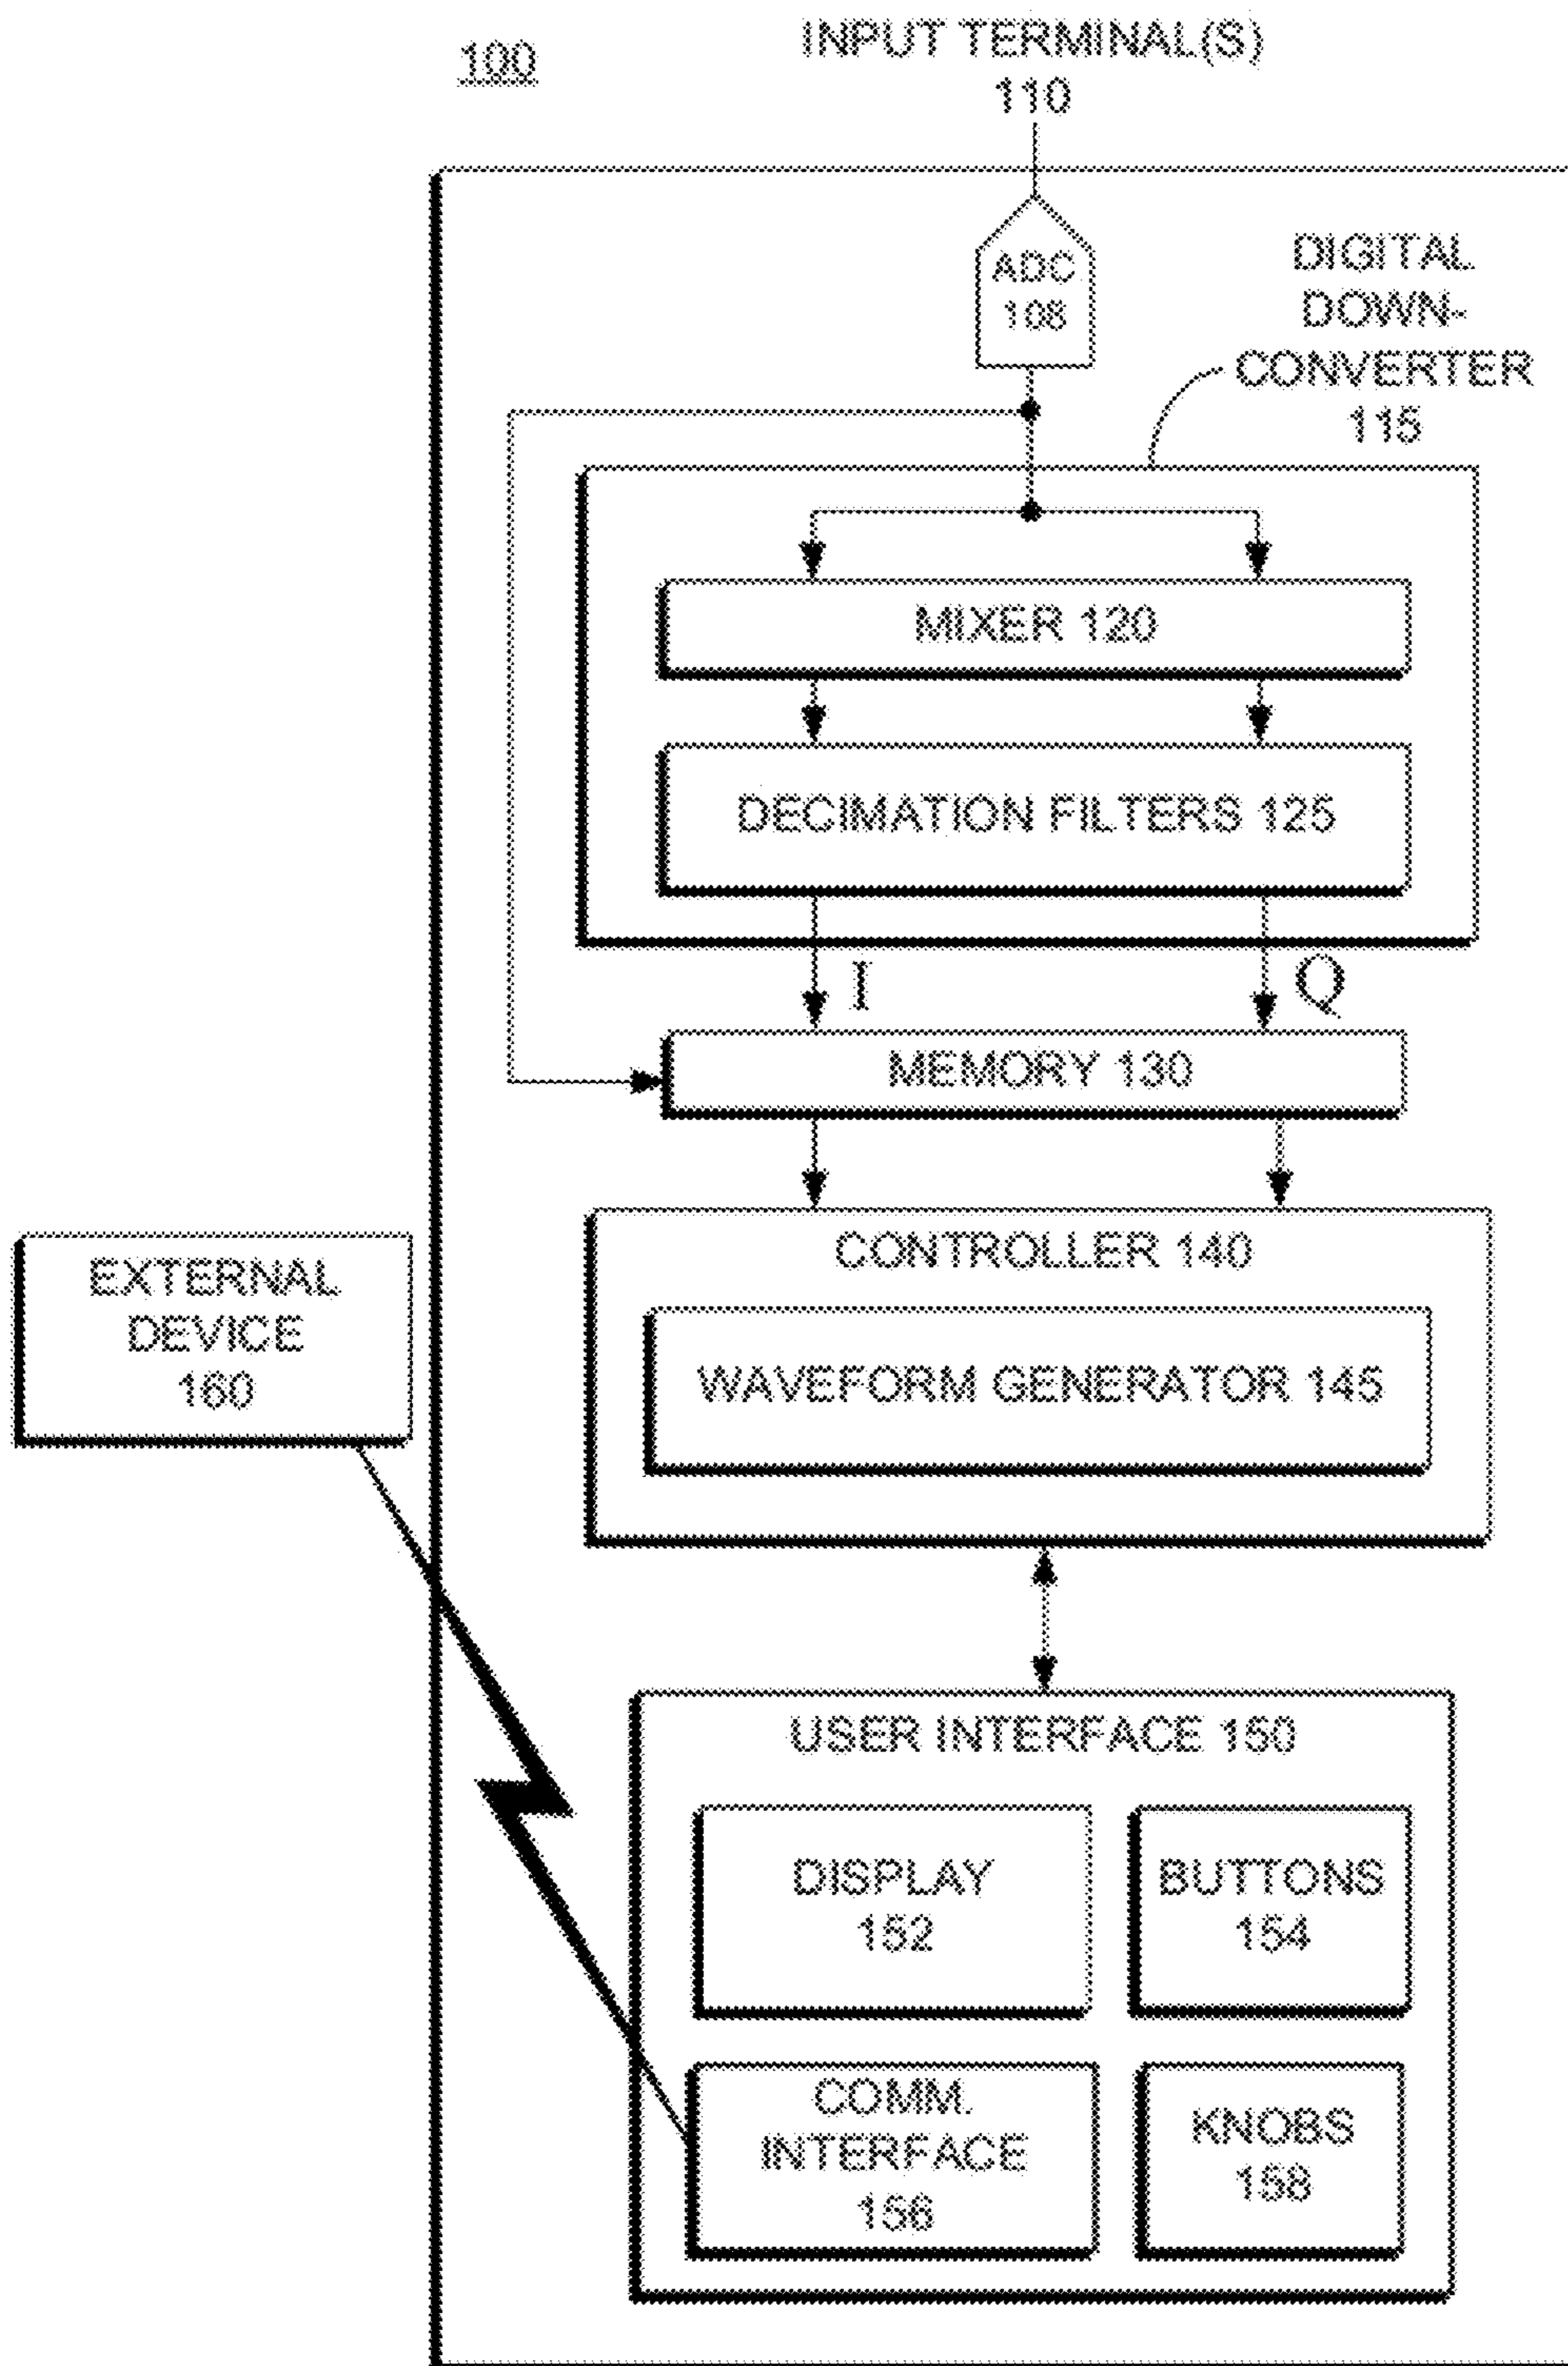 100
INPUT TERMINAL(S)
110
ADC
108
DIGITAL
DOWN-
CONVERTER
115
MIXER 120
DECIMATION FILTERS 125
I
Q
MEMORY 130
CONTROLLER 140
WAVEFORM GENERATOR 145
EXTERNAL
DEVICE
160
USER INTERFACE 150
DISPLAY
152
BUTTONS
154
COMM.
INTERFACE
156
KNOBS
158